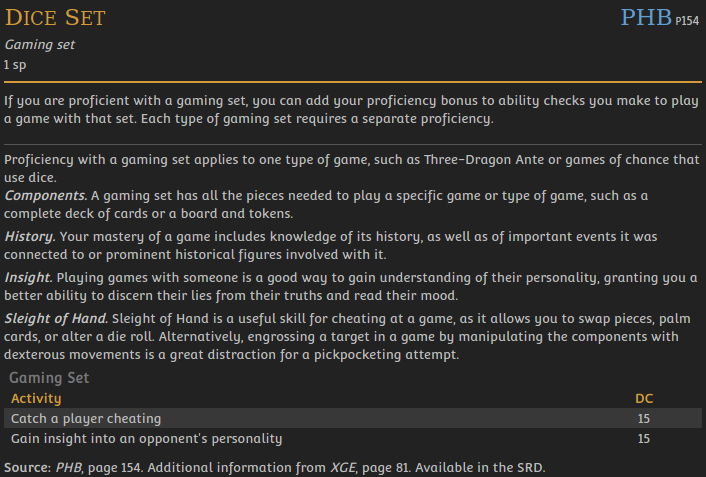 Dice Set PHB P154
Gaming set
1 sp
If you are proficient with a gaming set, you can add your proficiency bonus to ability checks you make to play
a game with that set. Each type of gaming set requires a separate proficiency.
Proficiency with a gaming set applies to one type of game, such as Three-Dragon Ante or games of chance that
use dice.
Components. A gaming set has all the pieces needed to play a specific game or type of game, such as a
complete deck of cards or a board and tokens.
History. Your mastery of a game includes knowledge of its history, as well as of important events it was
connected to or prominent historical figures involved with it.
Insight. Playing games with someone is a good way to gain understanding of their personality, granting you a
better ability to discern their lies from their truths and read their mood.
Sleight of Hand. Sleight of Hand is a useful skill for cheating at a game, as it allows you to swap pieces, palm
cards, or alter a die roll. Alternatively, engrossing a target in a game by manipulating the components with
dexterous movements is a great distraction for a pickpocketing attempt.
Gaming Set
Activity DC
Catch a player cheating 15
Gain insight into an opponent's personality 15
Source: PHB, page 154. Additional information from XGE, page 81. Available in the SRD.